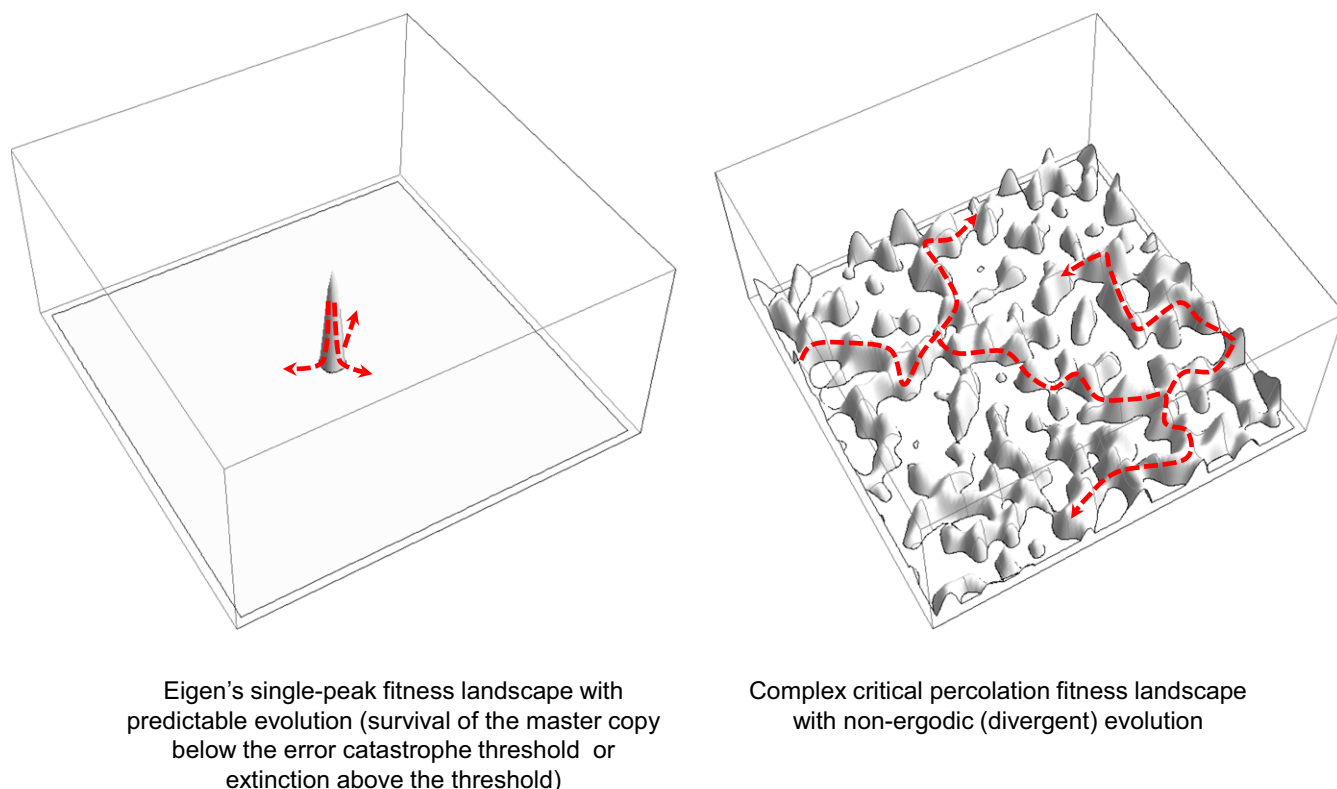 Eigen's single-peak fitness landscape with
predictable evolution (survival of the master copy
below the error catastrophe threshold  or
extinction above the threshold)
Complex critical percolation fitness landscape
with non-ergodic (divergent) evolution